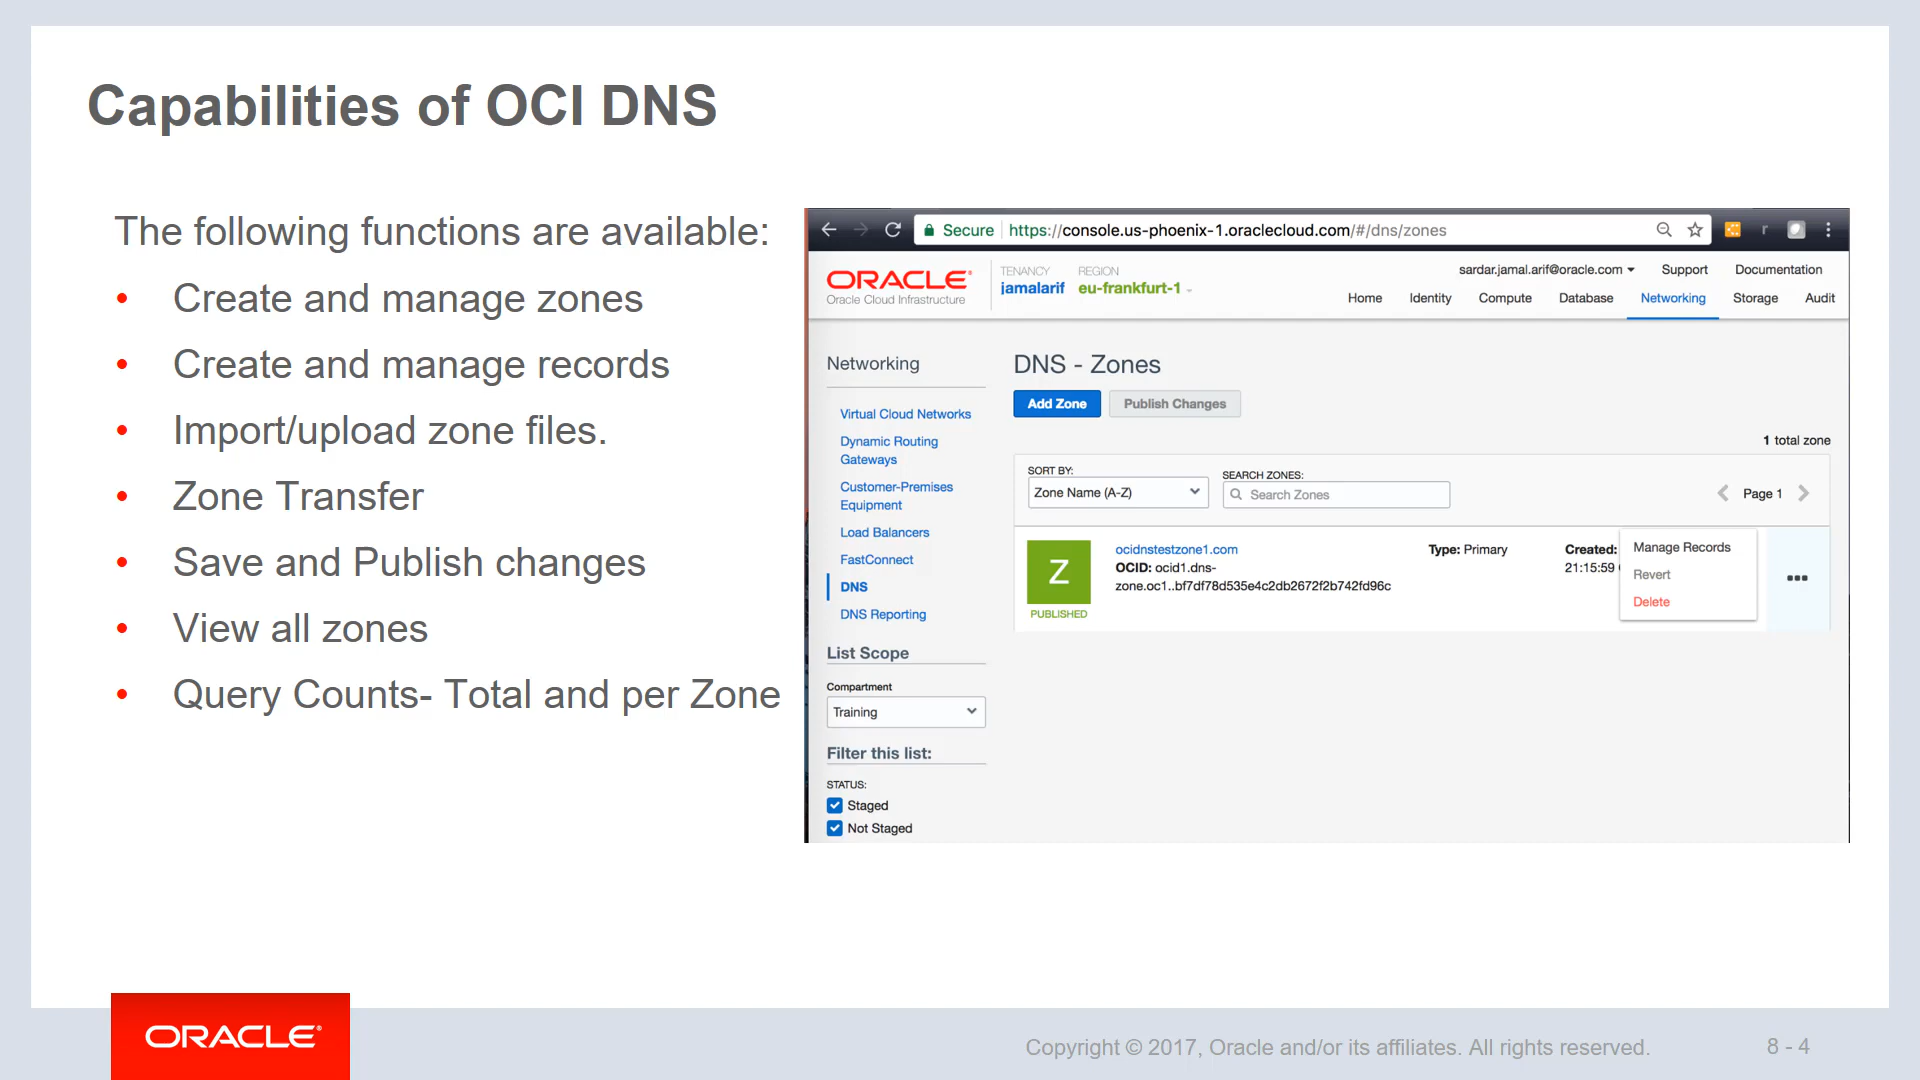 Capabilities of OCI DNS
The following functions are available:
• Create and manage zones
• Create and manage records
• Import/upload zone files.
• Zone Transfer
• Save and Publish changes
• View all zones
• Query Counts- Total and per Zone
Secure https://console.us-phoenix-1.oraclecloud.com/#/dns/zones
r
ORACLE®
Oracle Cloud Infrastructure
TENANCY
jamalarif
REGION
eu-frankfurt-1
sardar.jamal.arif@oracle.com Support Documentation
Home Identity Compute Database Networking Storage Audit
Networking
Virtual Cloud Networks
Dynamic Routing
Gateways
Customer-Premises
Equipment
Load Balancers
FastConnect
DNS
DNS Reporting
List Scope
Compartment
Training
Filter this list:
STATUS:
Staged
Not Staged
DNS - Zones
Add Zone Publish Changes
1 total zone
SORT BY:
Zone Name (A-Z)
SEARCH ZONES:
Search Zones
Page 1
Z
PUBLISHED
ocidnstestzone1.com
OCID: ocid1.dns-
zone.oc1..bf7df78d535e4c2db2672f2b742fd96c
Type: Primary
Created:
21:15:59
Manage Records
Revert
Delete
•••
ORACLE®
Copyright © 2017, Oracle and/or its affiliates. All rights reserved.
8 - 4